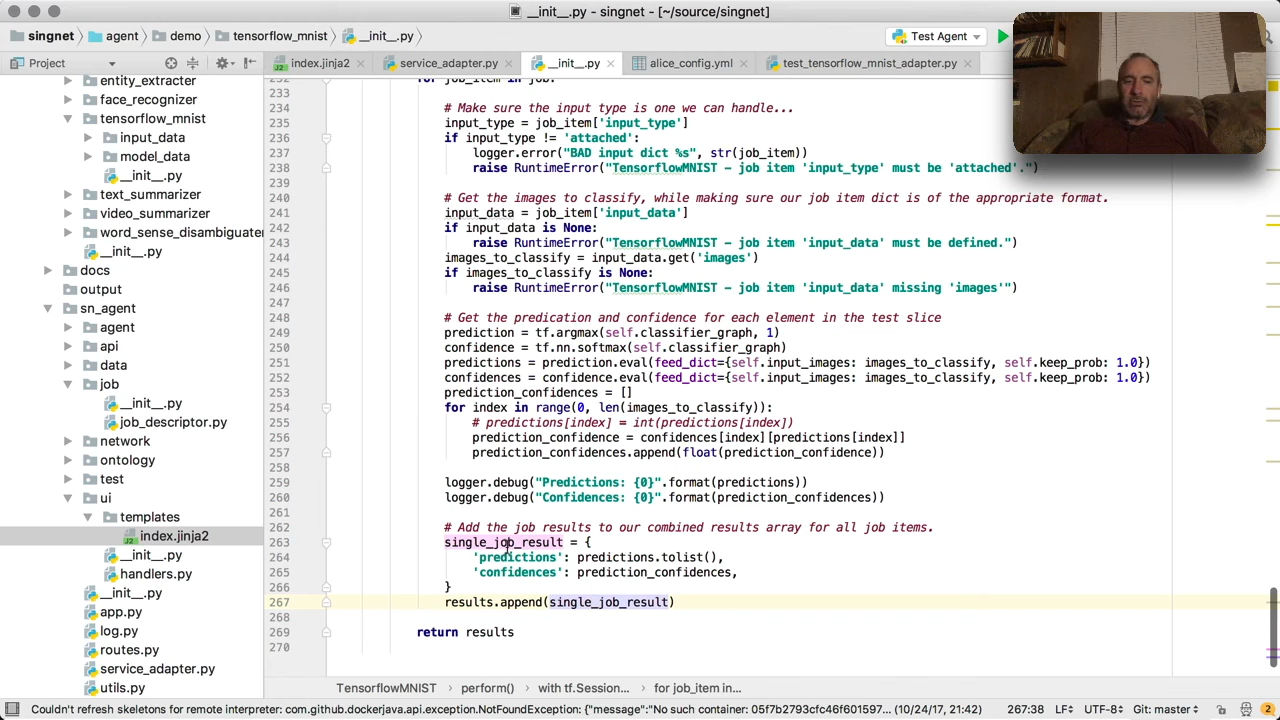 __init__.py - singnet - [~/source/singnet]
singnet agent demo tensorflow_mnist __init__.py Test Agent
Project index.jinja2 service_adapter.py __init__.py alice_config.yml test_tensorflow_mnist_adapter.py
entity_extracter
face_recognizer
tensorflow_mnist
input_data
model_data
__init__.py
text_summarizer
video_summarizer
word_sense_disambiguater
__init__.py
docs
output
sn_agent
agent
api
data
job
__init__.py
job_descriptor.py
network
ontology
test
ui
templates
index.jinja2
__init__.py
handlers.py
__init__.py
app.py
log.py
routes.py
service_adapter.py
utils.py
232 for job_item in job:
233
234 # Make sure the input type is one we can handle...
235 input_type = job_item['input_type']
236 if input_type != 'attached':
237 logger.error("BAD input dict %s", str(job_item))
238 raise RuntimeError("TensorflowMNIST - job item 'input_type' must be 'attached'.")
239
240 # Get the images to classify, while making sure our job item dict is of the appropriate format.
241 input_data = job_item['input_data']
242 if input_data is None:
243 raise RuntimeError("TensorflowMNIST - job item 'input_data' must be defined.")
244 images_to_classify = input_data.get('images')
245 if images_to_classify is None:
246 raise RuntimeError("TensorflowMNIST - job item 'input_data' missing 'images'")
247
248 # Get the predication and confidence for each element in the test slice
249 prediction = tf.argmax(self.classifier_graph, 1)
250 confidence = tf.nn.softmax(self.classifier_graph)
251 predictions = prediction.eval(feed_dict={self.input_images: images_to_classify, self.keep_prob: 1.0})
252 confidences = confidence.eval(feed_dict={self.input_images: images_to_classify, self.keep_prob: 1.0})
253 prediction_confidences = []
254 for index in range(0, len(images_to_classify)):
255 # predictions[index] = int(predictions[index])
256 prediction_confidence = confidences[index][predictions[index]]
257 prediction_confidences.append(float(prediction_confidence))
258
259 logger.debug("Predictions: {0}".format(predictions))
260 logger.debug("Confidences: {0}".format(prediction_confidences))
261
262 # Add the job results to our combined results array for all job items.
263 single_job_result = {
264 'predictions': predictions.tolist(),
265 'confidences': prediction_confidences,
266 }
267 results.append(single_job_result)
268
269 return results
270
TensorflowMNIST perform() with tf.Session... for job_item in...
Couldn't refresh skeletons for remote interpreter: com.github.dockerjava.api.exception.NotFoundException: {"message":"No such container: 05f7b2793cfc46f601597... (10/24/17, 21:42) 267:38 LF UTF-8 Git: master 2